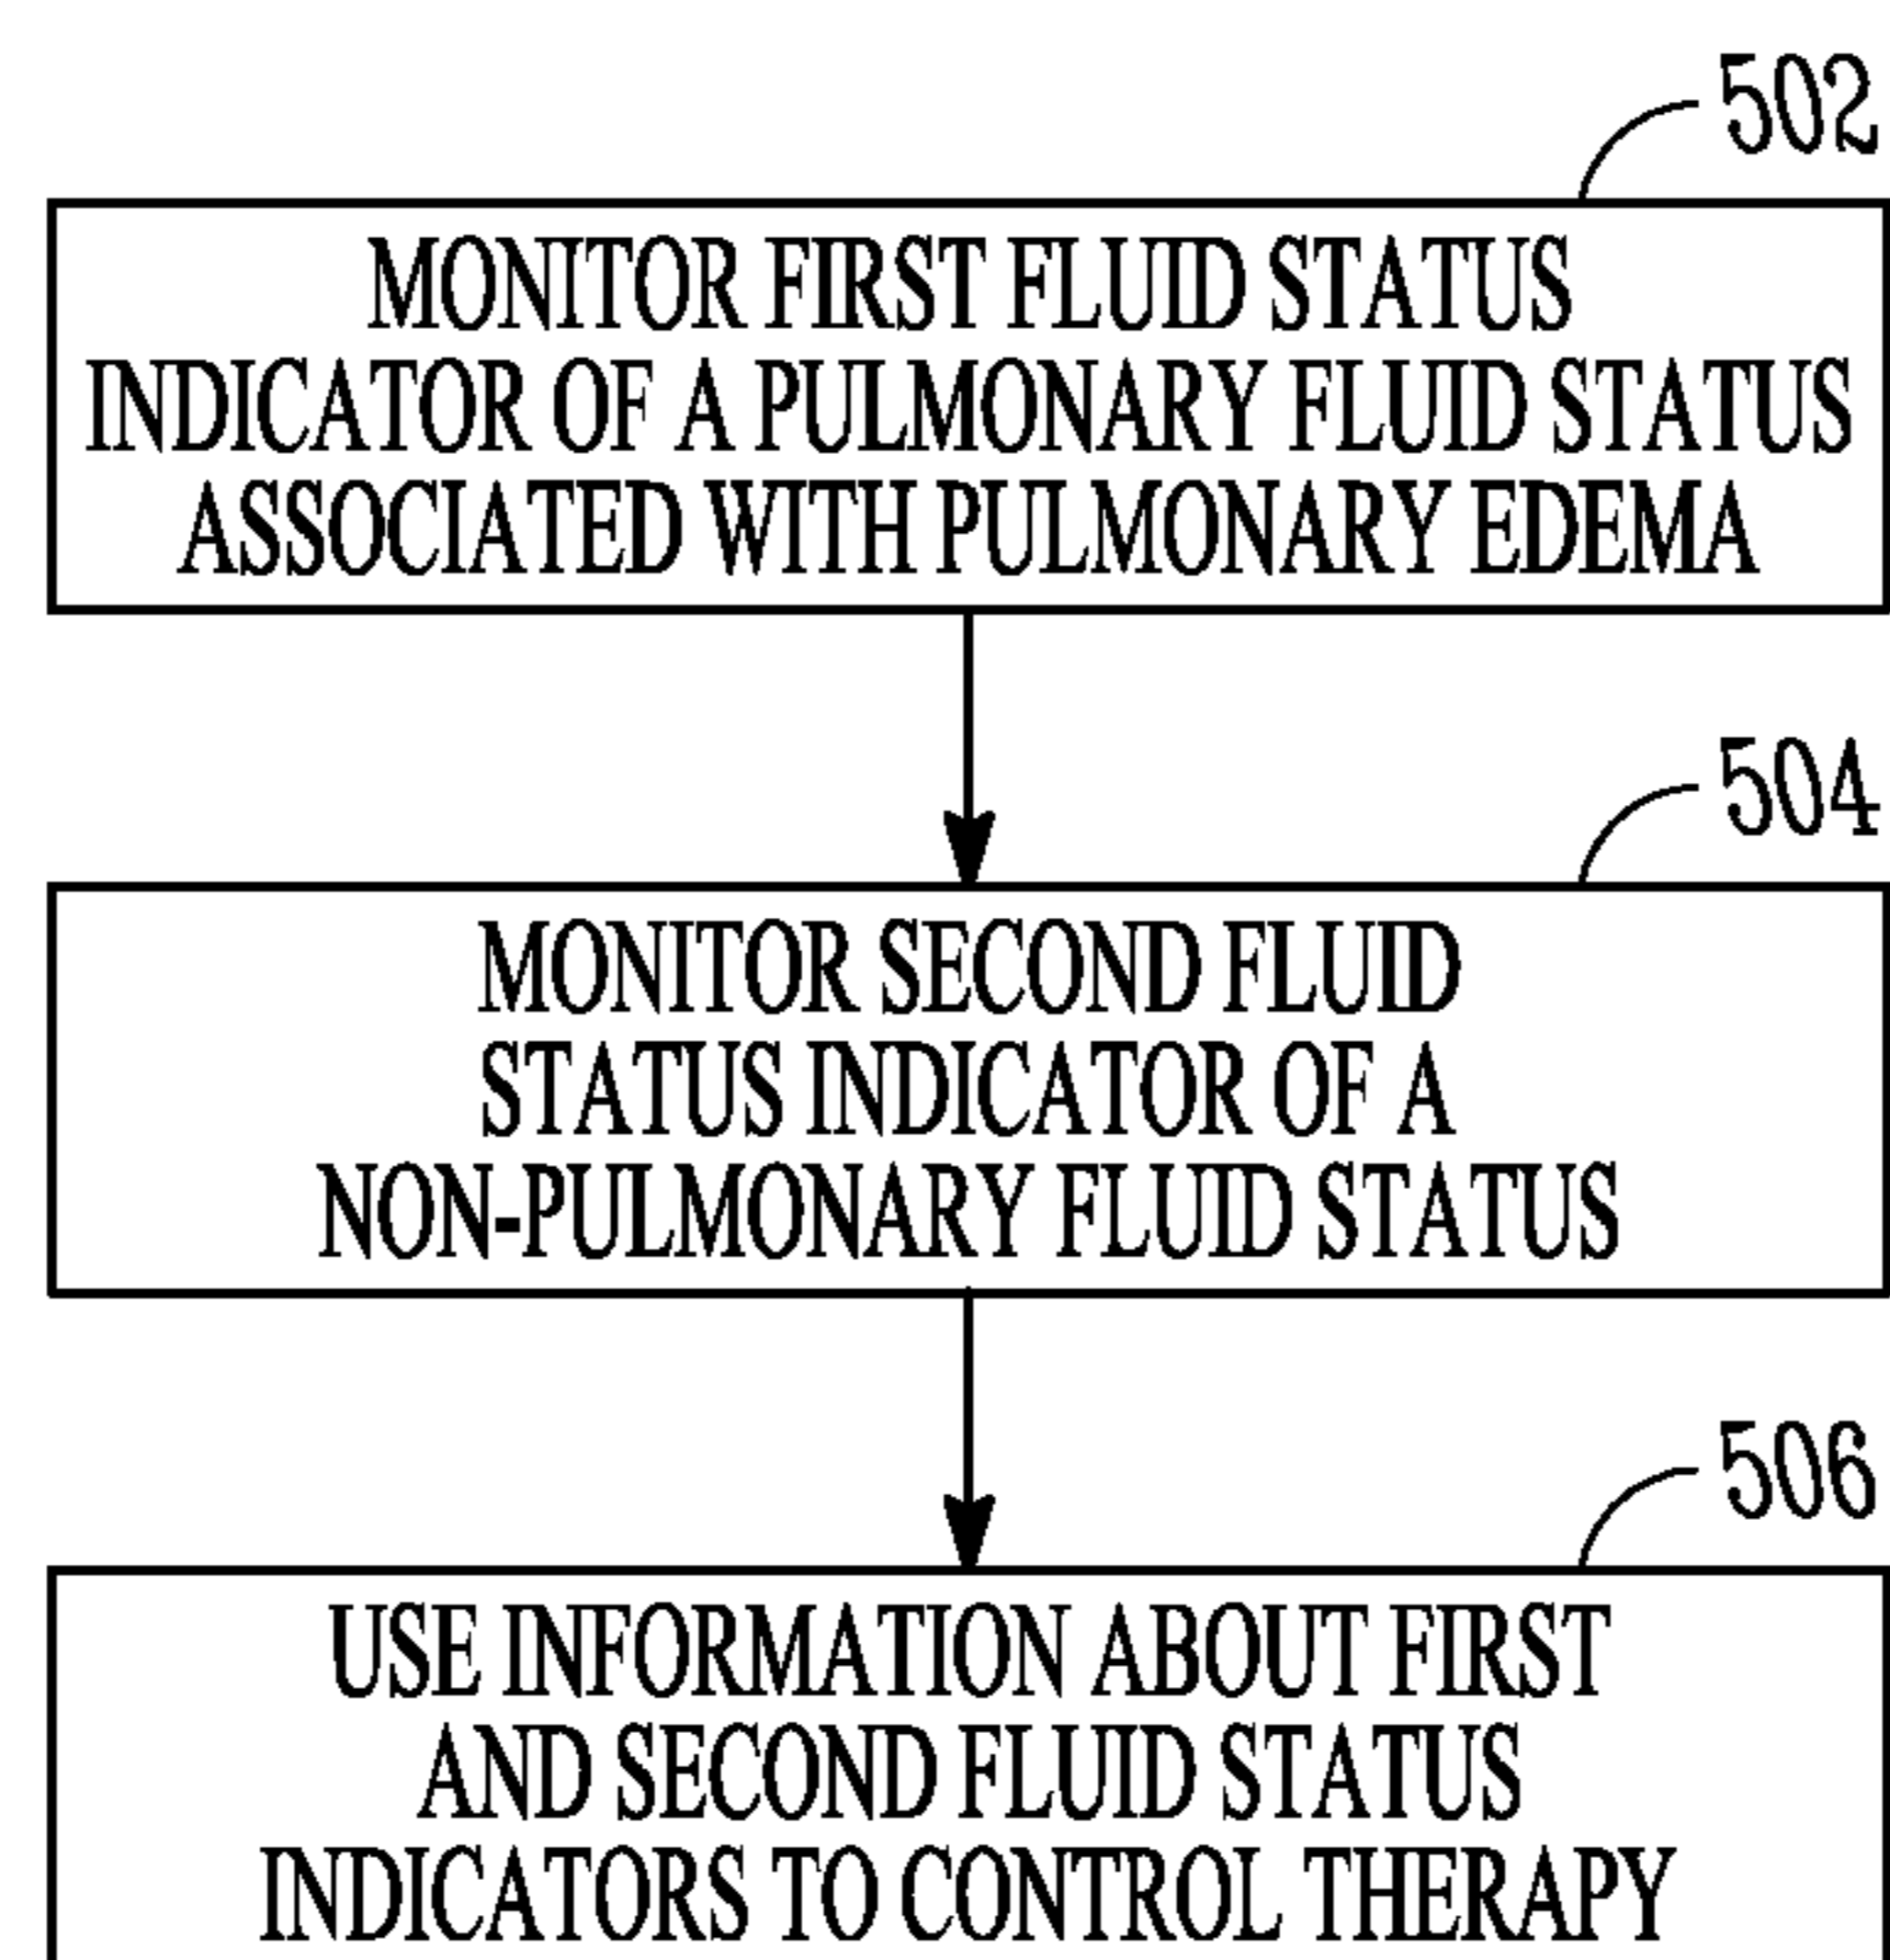 502
MONITOR FIRST FLUID STATUS
INDICATOR OF A PULMONARY FLUID STATUS
ASSOCIATED WITH PULMONARY EDEMA
504
MONITOR SECOND FLUID
STATUS INDICATOR OF A
NON-PULMONARY FLUID STATUS
506
USE INFORMATION ABOUT FIRST
AND SECOND FLUID STATUS
INDICATORS TO CONTROL THERAPY